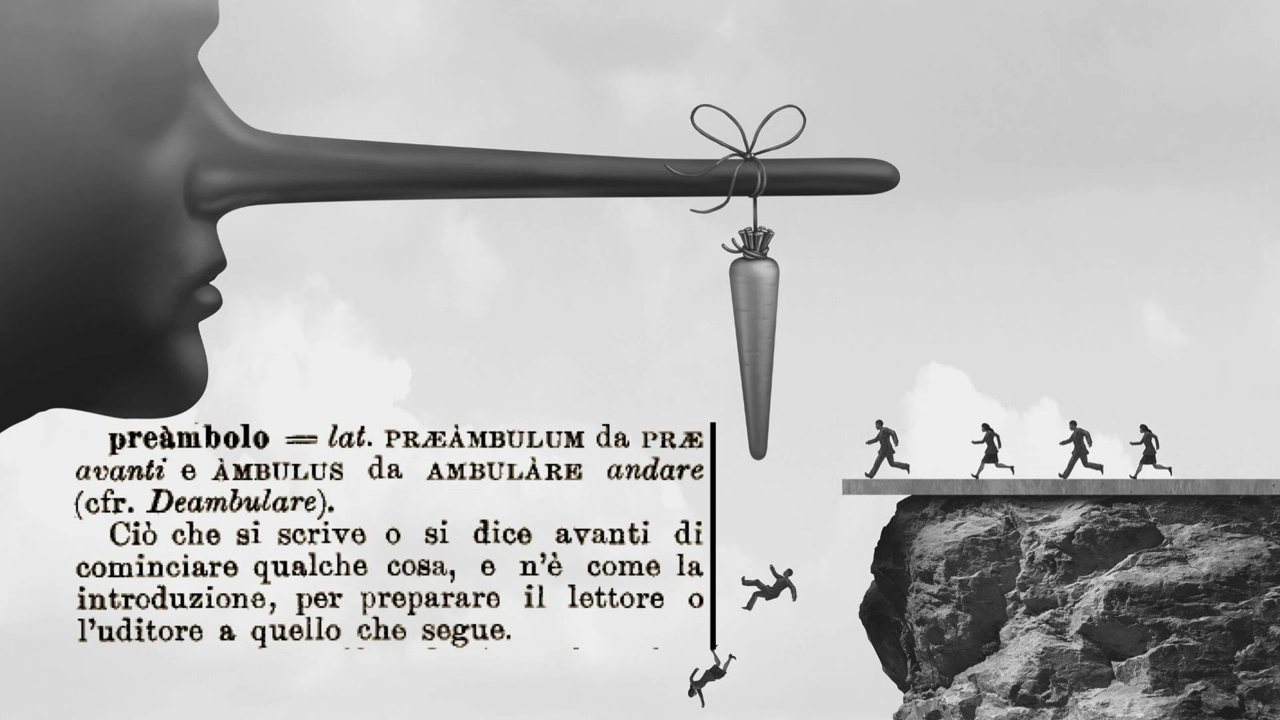 preàmbolo = lat. PRÆÀMBULUM da PRÆ
avanti e ÀMBULUS da AMBULÀRE andare
(cfr. Deambulare).
Ciò che si scrive o si dice avanti di
cominciare qualche cosa, e n'è come la
introduzione, per preparare il lettore o
l'uditore a quello che segue.